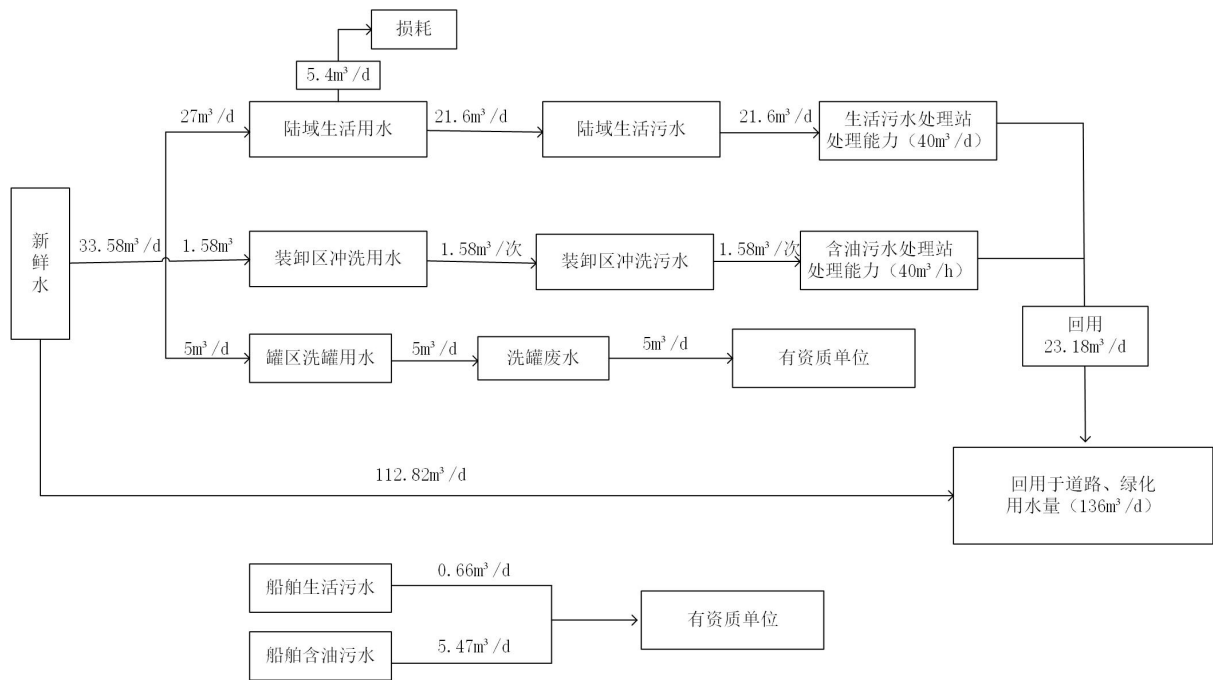 损耗
5.4m³/d
27m³/d
陆域生活用水
21.6m³/d
陆域生活污水
21.6m³/d
生活污水处理站
处理能力（40m³/d）
新
鲜
水
33.58m³/d
1.58m³
装卸区冲洗用水
1.58m³/次
装卸区冲洗污水
1.58m³/次
含油污水处理站
处理能力（40m³/h）
回用
23.18m³/d
5m³/d
罐区洗罐用水
5m³/d
洗罐废水
5m³/d
有资质单位
112.82m³/d
回用于道路、绿化
用水量（136m³/d）
船舶生活污水
0.66m³/d
有资质单位
船舶含油污水
5.47m³/d